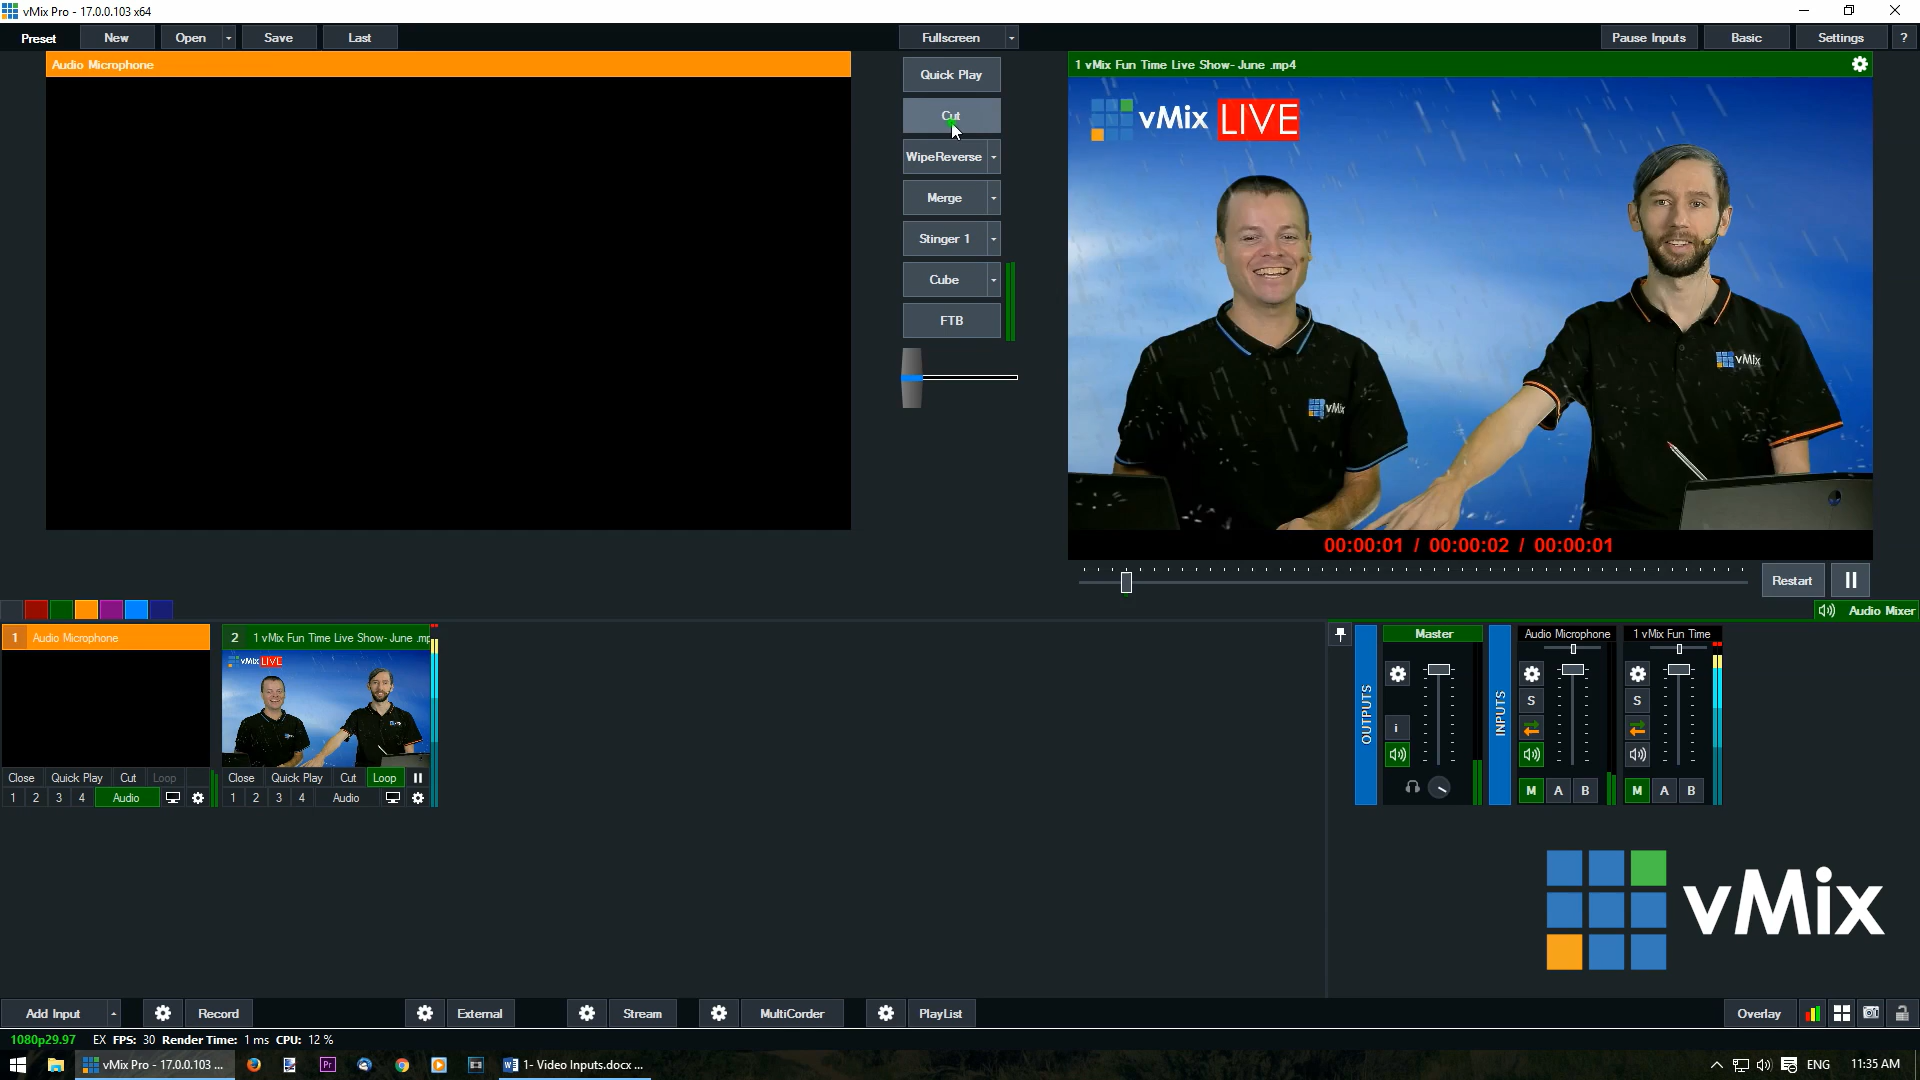 vMix Pro - 17.0.0.103 x64
Preset New Open Save Last Fullscreen Pause Inputs Basic Settings ?
Audio Microphone
1 vMix Fun Time Live Show- June .mp4
Quick Play
Cut
WipeReverse
Merge
Stinger 1
Cube
FTB
vMix LIVE
vMix
vMix
00:00:01 / 00:00:02 / 00:00:01
Restart
Audio Mixer
1 Audio Microphone
2 1 vMix Fun Time Live Show- June .mp
vMix LIVE
Close Quick Play Cut Loop
1 2 3 4 Audio
Close Quick Play Cut Loop
1 2 3 4 Audio
OUTPUTS
Master
i
INPUTS
Audio Microphone
S
M A B
1 vMix Fun Time
S
M A B
vMix
Add Input Record External Stream MultiCorder PlayList Overlay
1080p29.97 EX FPS: 30 Render Time: 1 ms CPU: 12 %
vMix Pro - 17.0.0.103 ...
Pr
1- Video Inputs.docx ...
ENG 11:35 AM